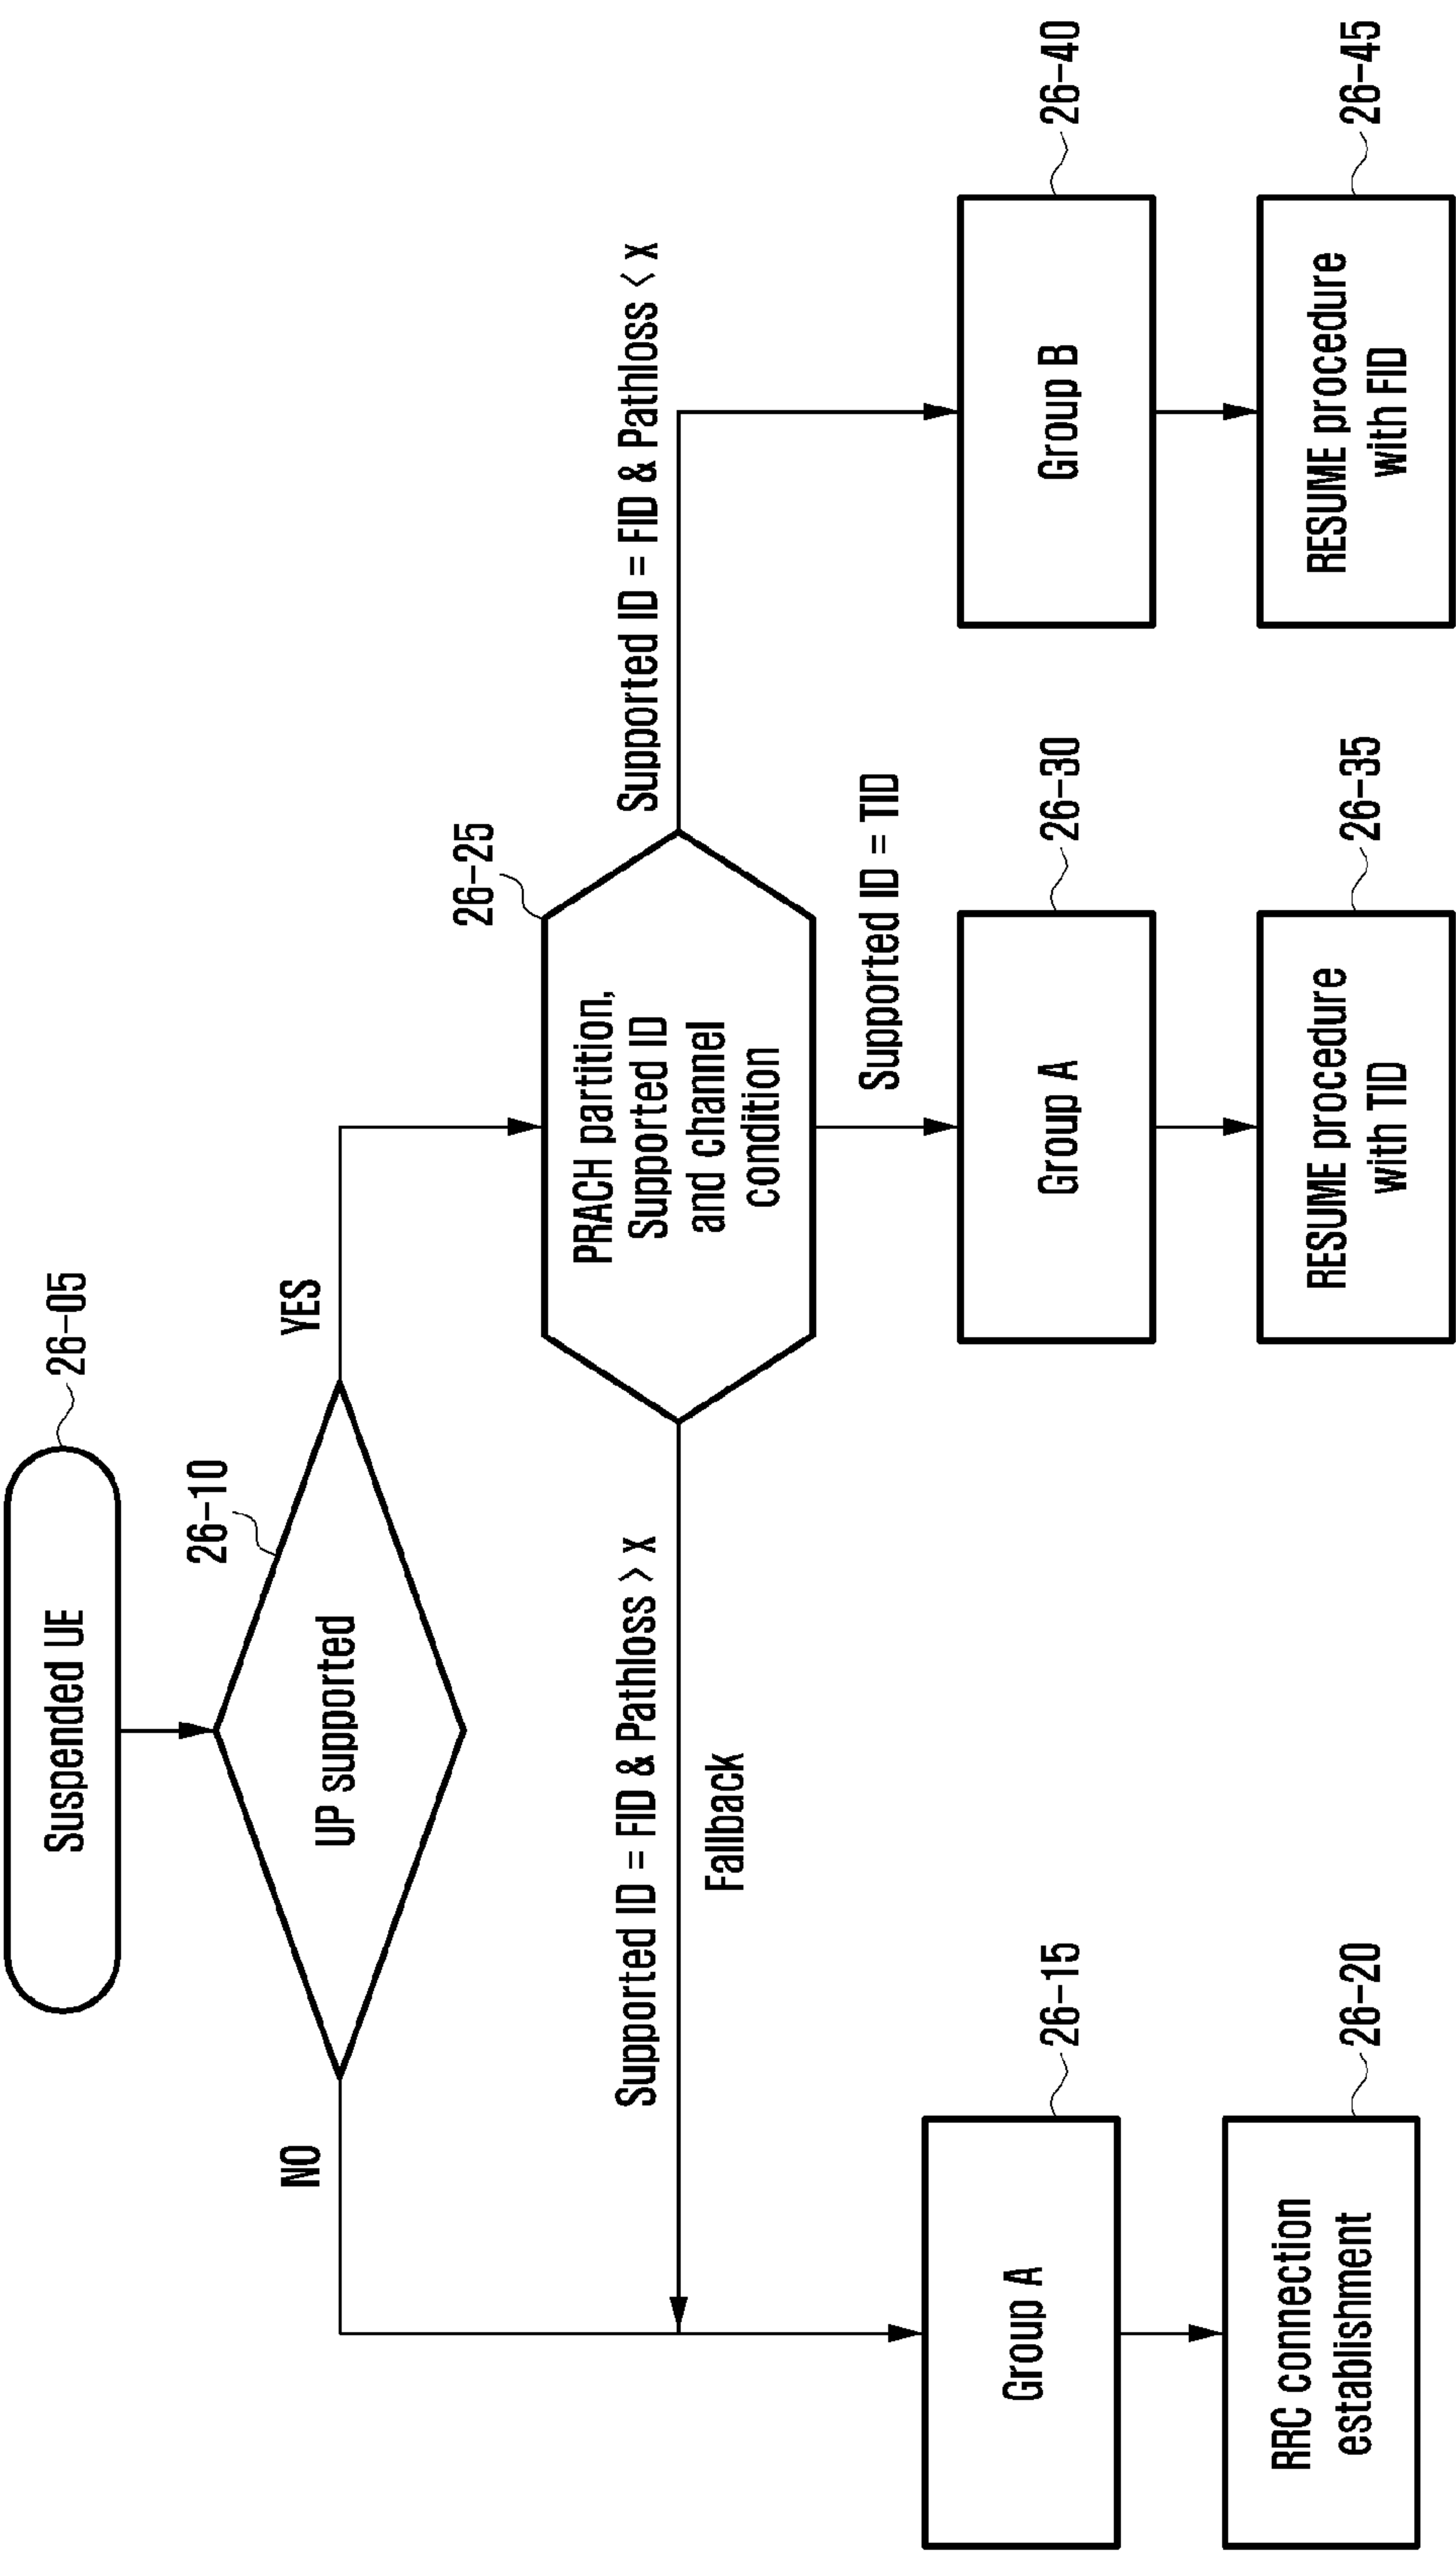 Suspended UE
26-05
26-10
UP supported
NO
YES
26-25
PRACH partition,
Supported ID
and channel
condition
Supported ID = FID & Pathloss > x
Fallback
Supported ID = FID & Pathloss < x
Supported ID = TID
Group A
26-15
Group A
26-30
Group B
26-40
RRC connection
establishment
26-20
RESUME procedure
with TID
26-35
RESUME procedure
with FID
26-45